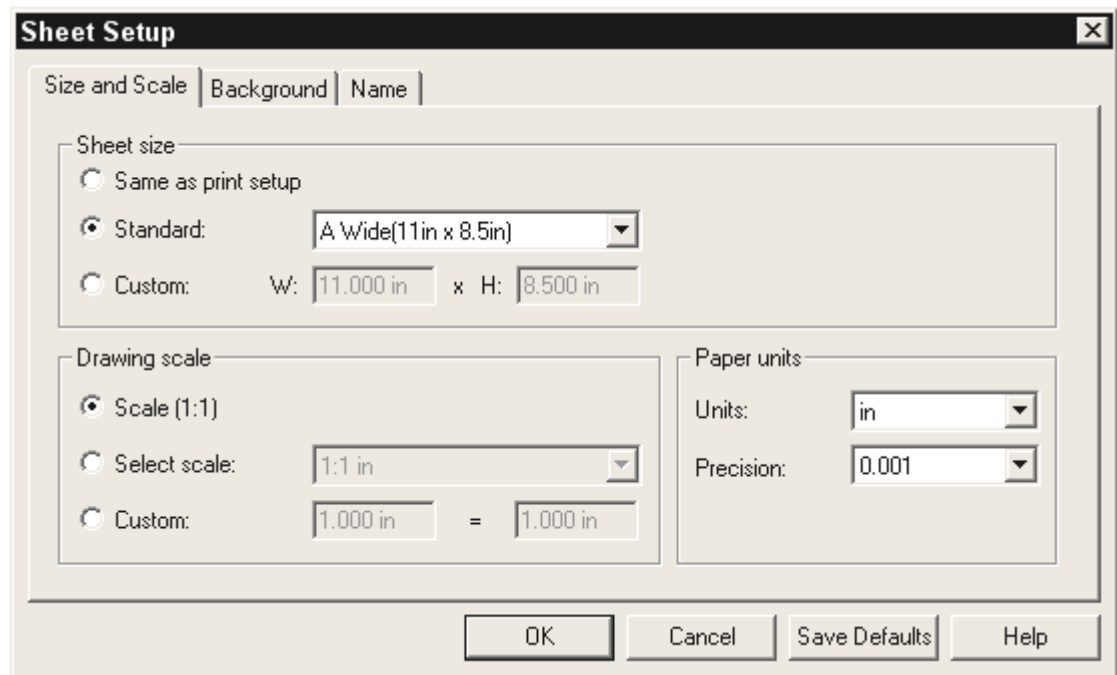 Sheet Setup
Size and Scale Background Name
Sheet size
Same as print setup
Standard: A Wide(11in x 8.5in)
Custom: W: 11.000 in x H: 8.500 in
Drawing scale
Scale (1:1)
Select scale: 1:1 in
Custom: 1.000 in = 1.000 in
Paper units
Units: in
Precision: 0.001
OK Cancel Save Defaults Help